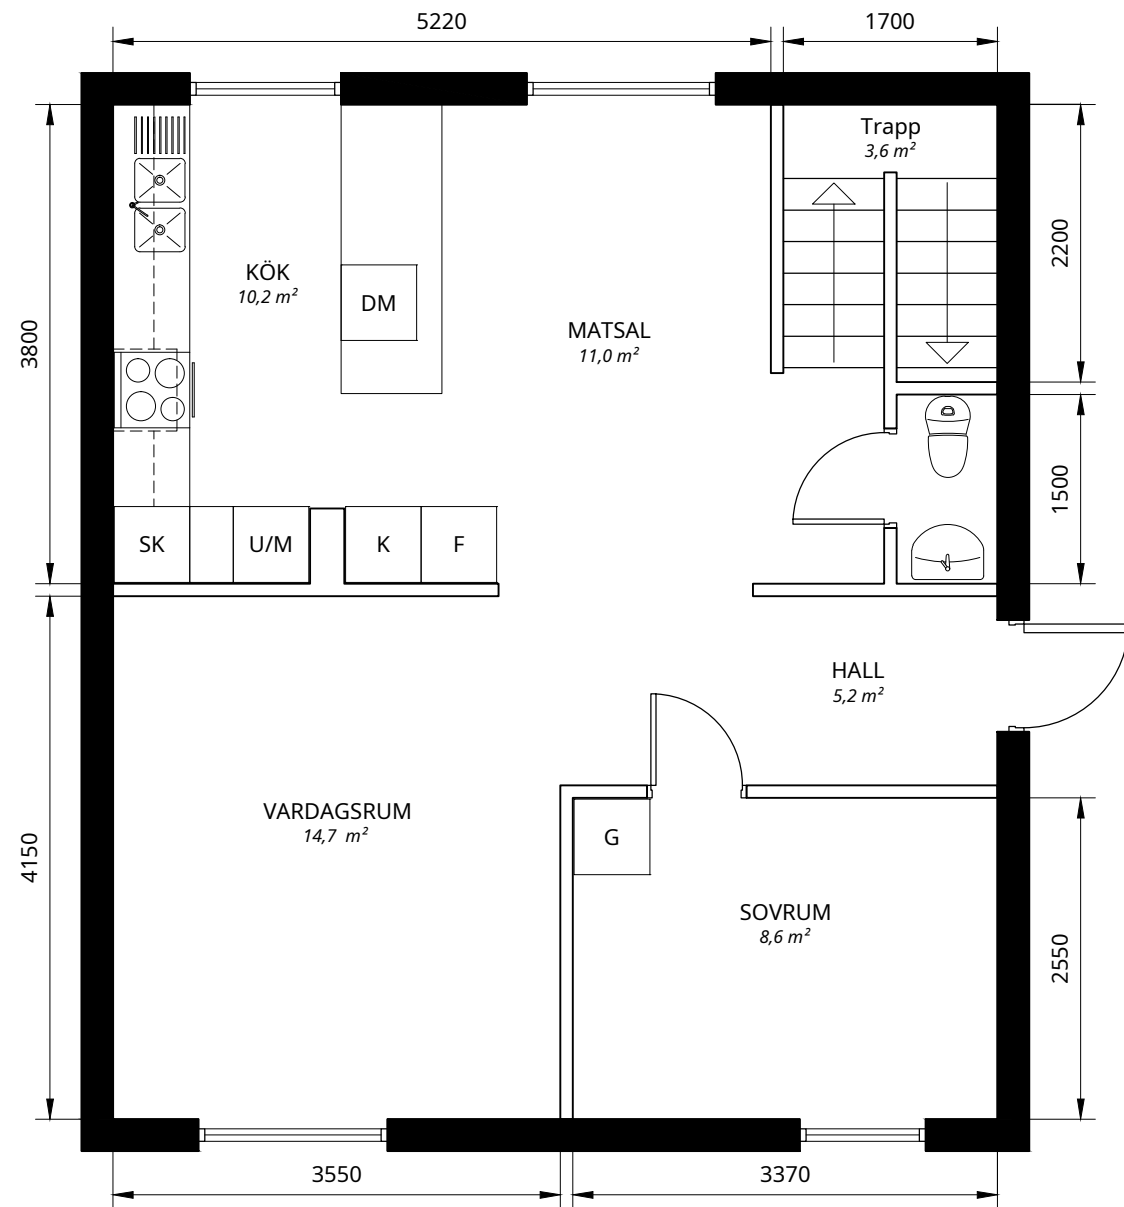 5220
1700
Trapp
3,6 m²
2200
KÖK
10,2 m²
DM
MATSAL
11,0 m²
3800
1500
SK
U/M
K
F
HALL
5,2 m²
VARDAGSRUM
14,7 m²
G
4150
SOVRUM
8,6 m²
2550
3550
3370